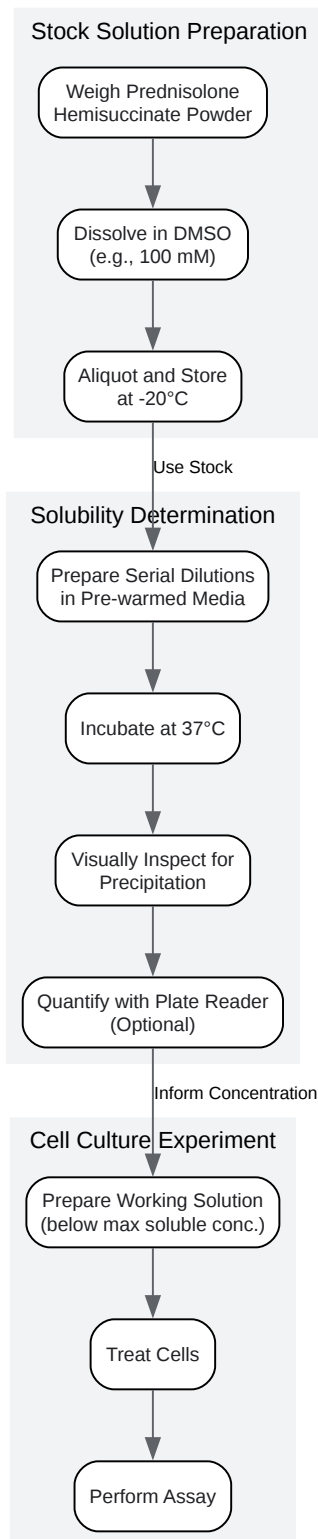 Stock Solution Preparation
Weigh Prednisolone
Hemisuccinate Powder
Dissolve in DMSO
(e.g., 100 mM)
Aliquot and Store
at -20°C
Use Stock
Solubility Determination
Prepare Serial Dilutions
in Pre-warmed Media
Incubate at 37°C
Visually Inspect for
Precipitation
Quantify with Plate Reader
(Optional)
Inform Concentration
Cell Culture Experiment
Prepare Working Solution
(below max soluble conc.)
Treat Cells
Perform Assay